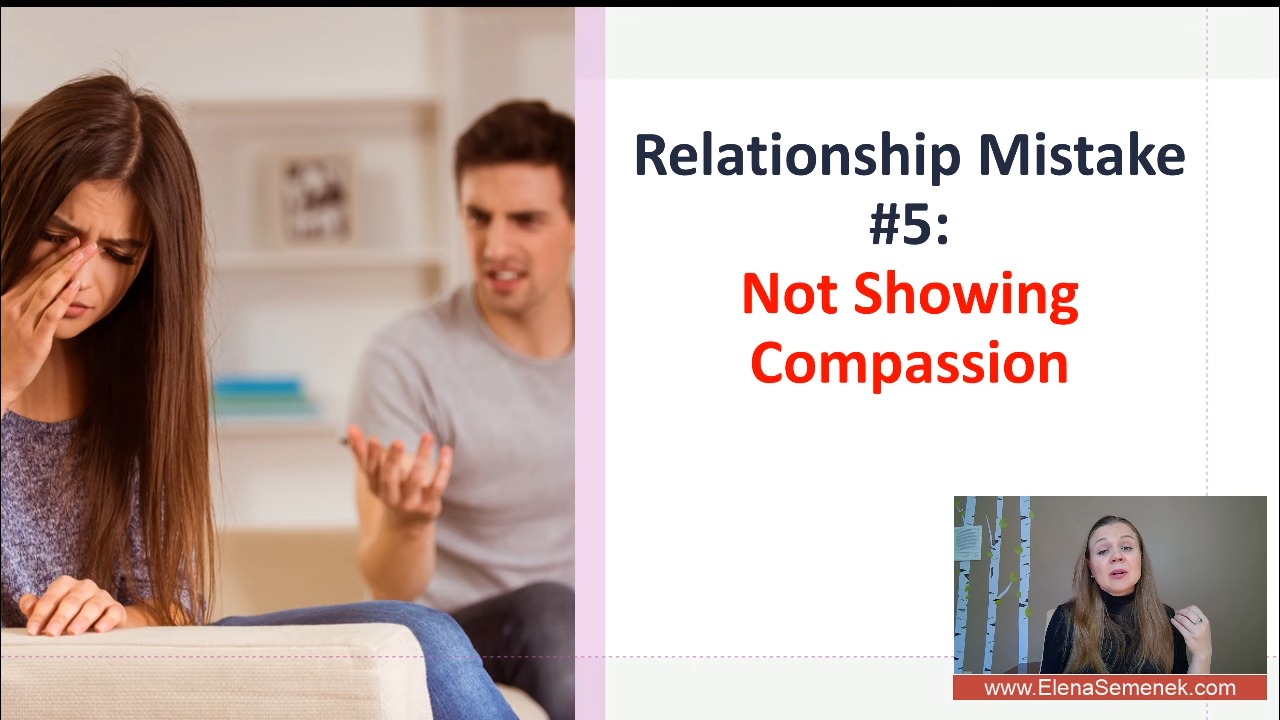 Relationship Mistake
#5:
Not Showing
Compassion
www.ElenaSemenek.com